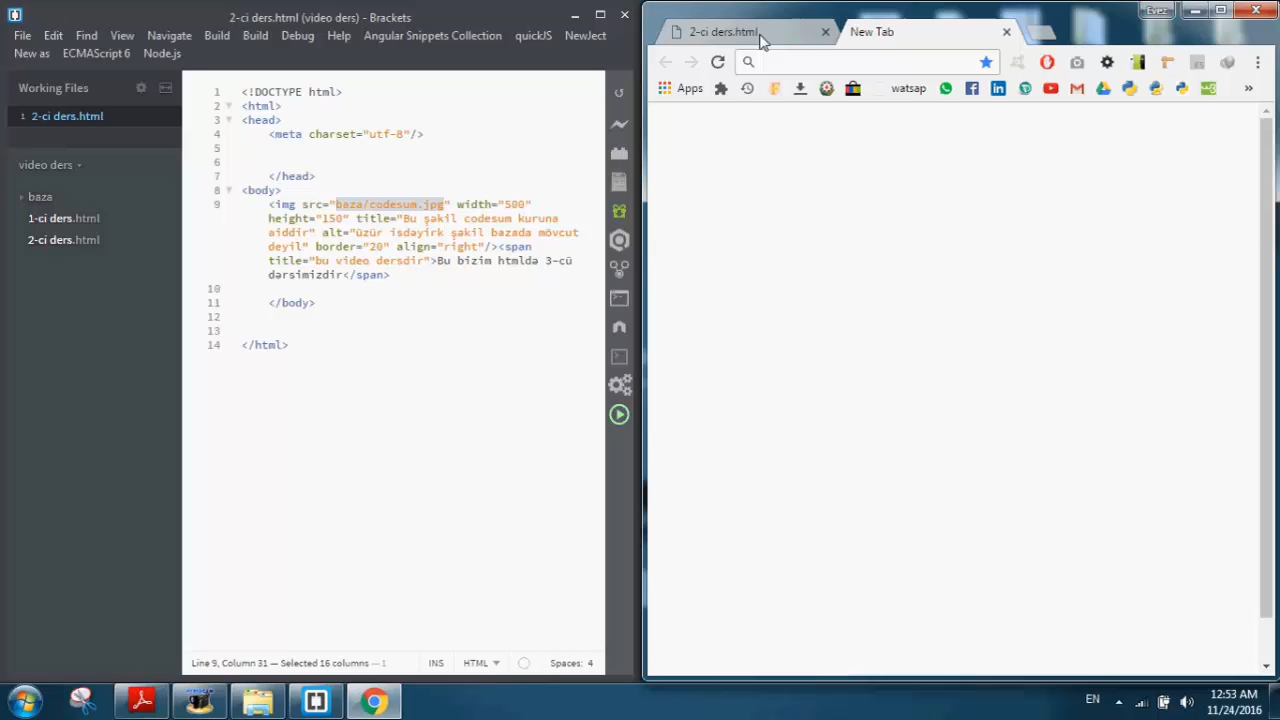 2-ci ders.html (video ders) - Brackets
File Edit Find View Navigate Build Build Debug Help Angular Snippets Collection quickJS NewJect
New as ECMAScript 6 Node.js
Working Files
1 2-ci ders.html
video ders
baza
1-ci ders.html
2-ci ders.html
1 <!DOCTYPE html>
2 <html>
3 <head>
4 <meta charset="utf-8"/>
5
6
7 </head>
8 <body>
9 <img src="baza/codesum.jpg" width="500"
height="150" title="Bu şəkil codesum kuruna
aiddir" alt="üzür isdəyirk şəkil bazada mövcut
deyil" border="20" align="right"/><span
title="bu video dersdir">Bu bizim htmldə 3-cü
dərsimizdir</span>
10
11 </body>
12
13
14 </html>
Line 9, Column 31 — Selected 16 columns — 1
INS HTML Spaces: 4
2-ci ders.html New Tab
Evez
Apps watsap
EN
12:53 AM
11/24/2016